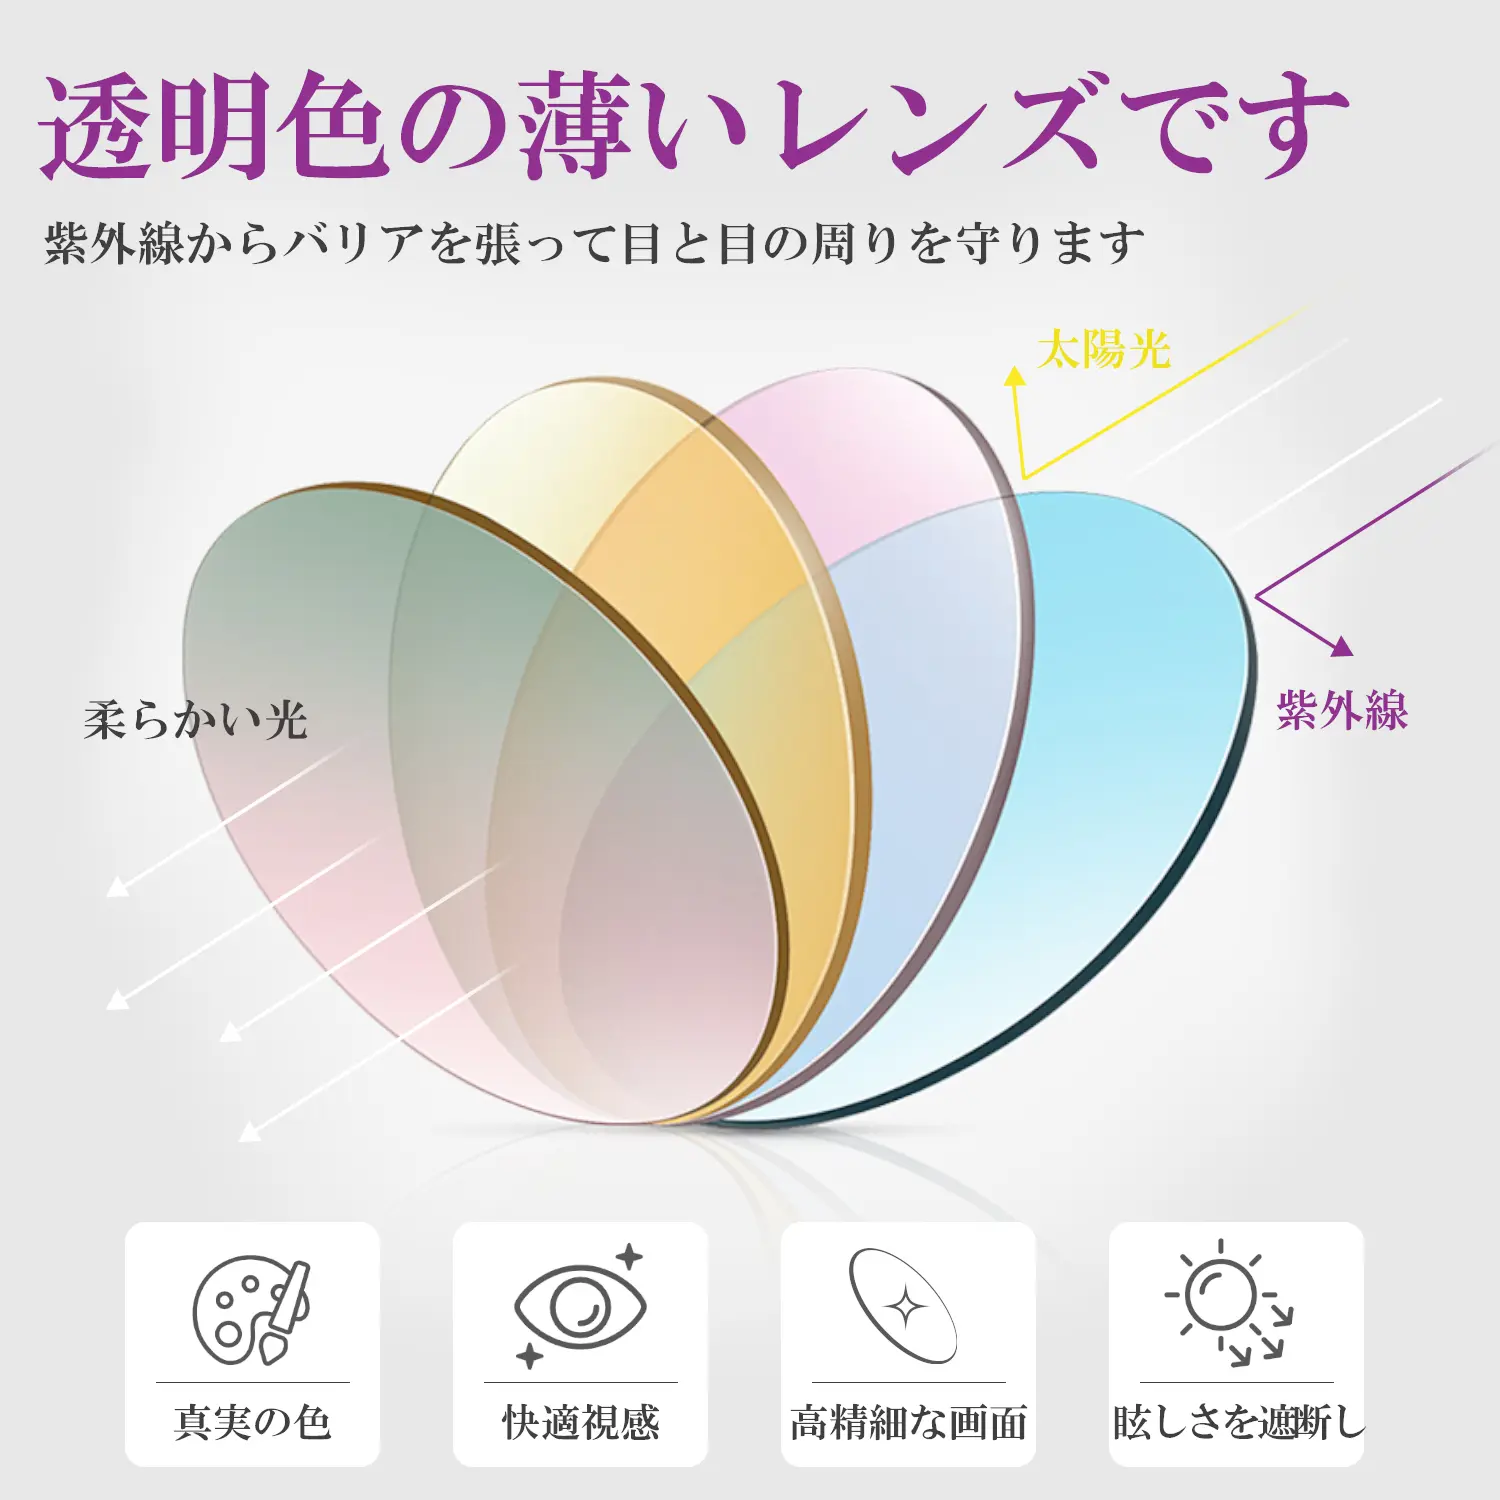 透明色の薄いレンズです
紫外線からバリアを張って目と目の周りを守ります
太陽光
紫外線
柔らかい光
真実の色
快適視感
高精細な画面
眩しさを遮断し